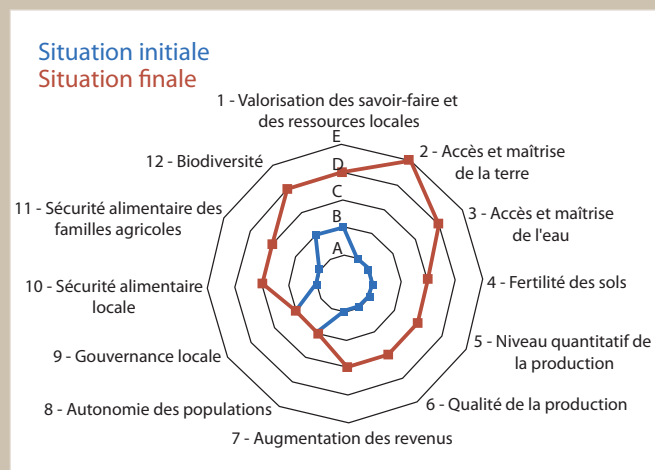 Situation initiale
Situation finale
1 - Valorisation des savoir-faire et
des ressources locales
E
D
C
B
A
2 - Accès et maîtrise
de la terre
3 - Accès et maîtrise
de l'eau
4 - Fertilité des sols
5 - Niveau quantitatif de
la production
6 - Qualité de la production
7 - Augmentation des revenus
8 - Autonomie des populations
9 - Gouvernance locale
10 - Sécurité alimentaire
locale
11 - Sécurité alimentaire des
familles agricoles
12 - Biodiversité